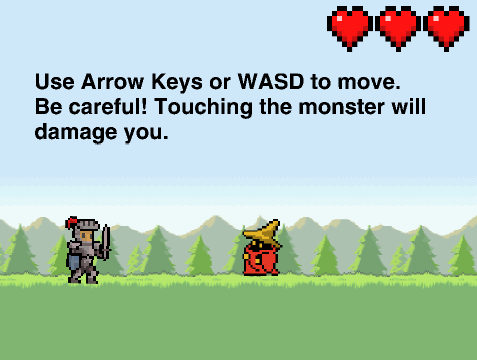 Use Arrow Keys or WASD to move.
Be careful! Touching the monster will
damage you.